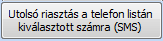 Utolsó riasztás a telefon listán
kiválasztott számra (SMS)